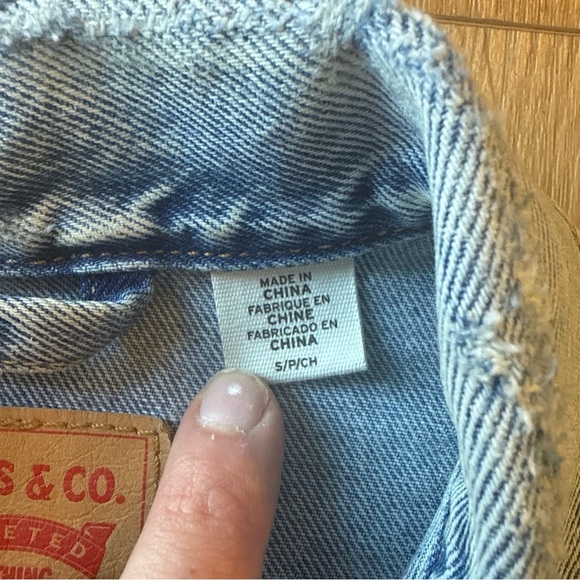 MADE IN
CHINA
FABRIQUE EN
CHINE
FABRICADO EN
CHINA
S/P/CH
S & CO.